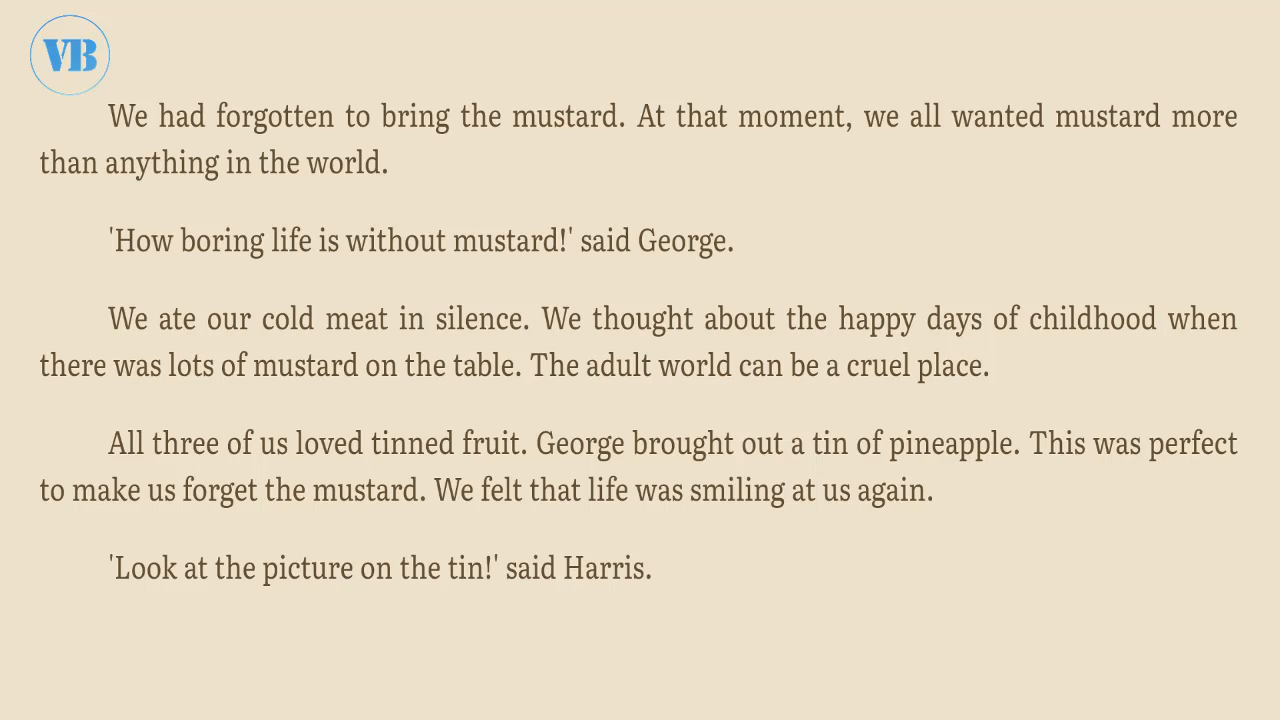 VB
We had forgotten to bring the mustard. At that moment, we all wanted mustard more
than anything in the world.
'How boring life is without mustard!' said George.
We ate our cold meat in silence. We thought about the happy days of childhood when
there was lots of mustard on the table. The adult world can be a cruel place.
All three of us loved tinned fruit. George brought out a tin of pineapple. This was perfect
to make us forget the mustard. We felt that life was smiling at us again.
'Look at the picture on the tin!' said Harris.